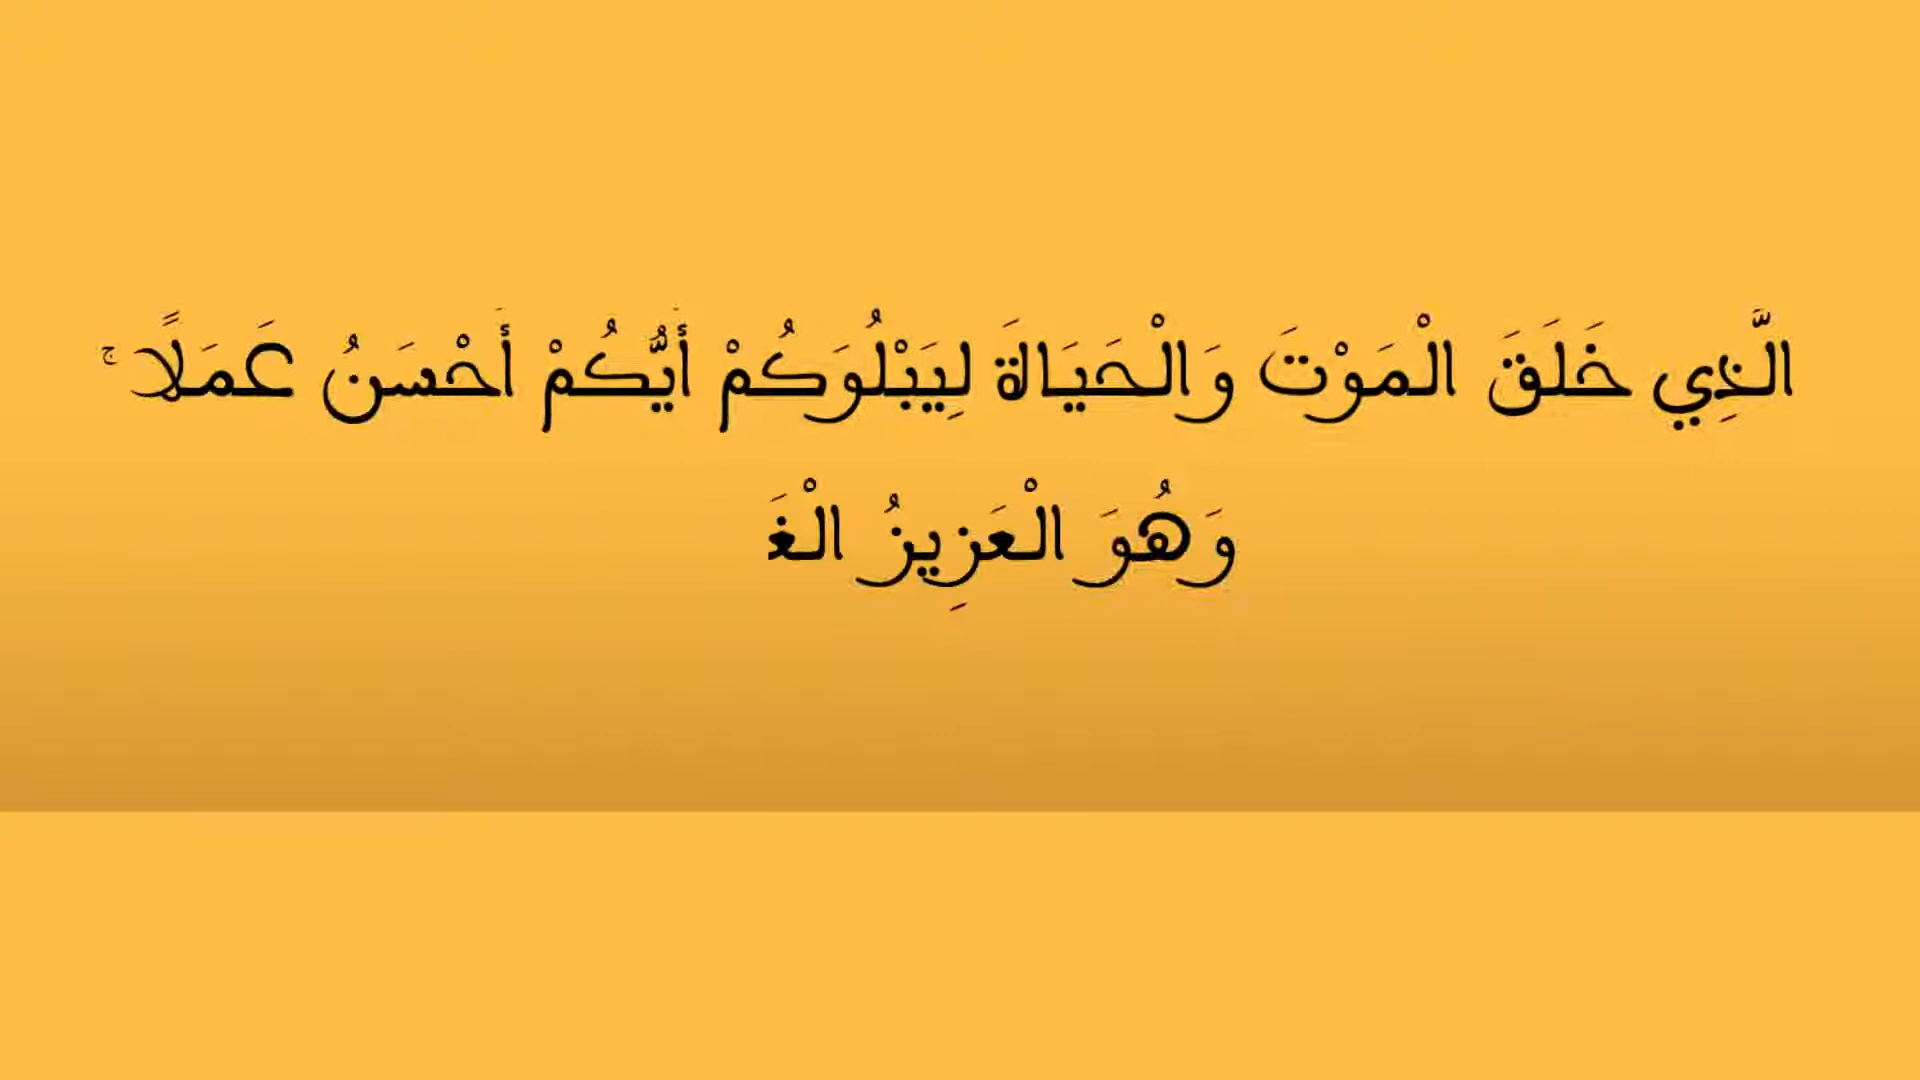 الَّذِي خَلَقَ الْمَوْتَ وَالْحَيَاةَ لِيَبْلُوَكُمْ أَيُّكُمْ أَحْسَنُ عَمَلًا ۚ
وَهُوَ الْعَزِيزُ الْغَ